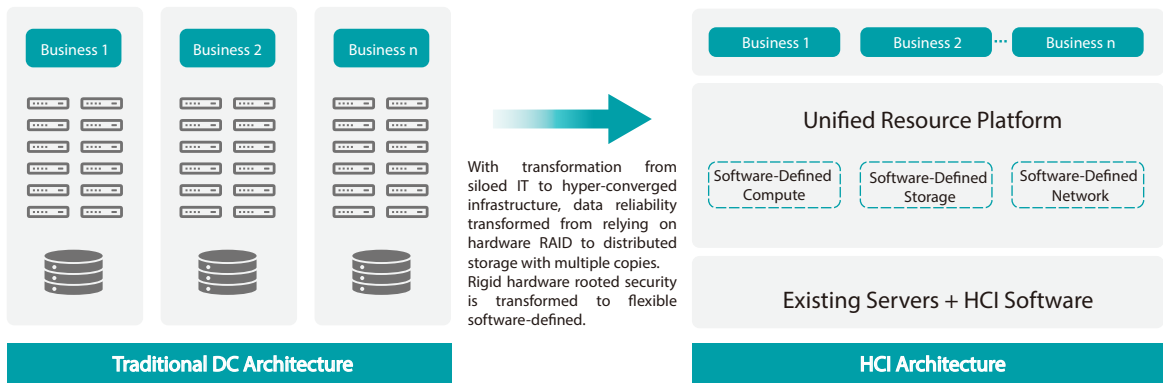 Business 1
Business 2
Business n
Traditional DC Architecture
With transformation from
siloed IT to hyper-converged
infrastructure, data reliability
transformed from relying on
hardware RAID to distributed
storage with multiple copies.
Rigid hardware rooted security
is transformed to flexible
software-defined.
Business 1
Business 2
...
Business n
Unified Resource Platform
Software-Defined
Compute
Software-Defined
Storage
Software-Defined
Network
Existing Servers + HCI Software
HCI Architecture